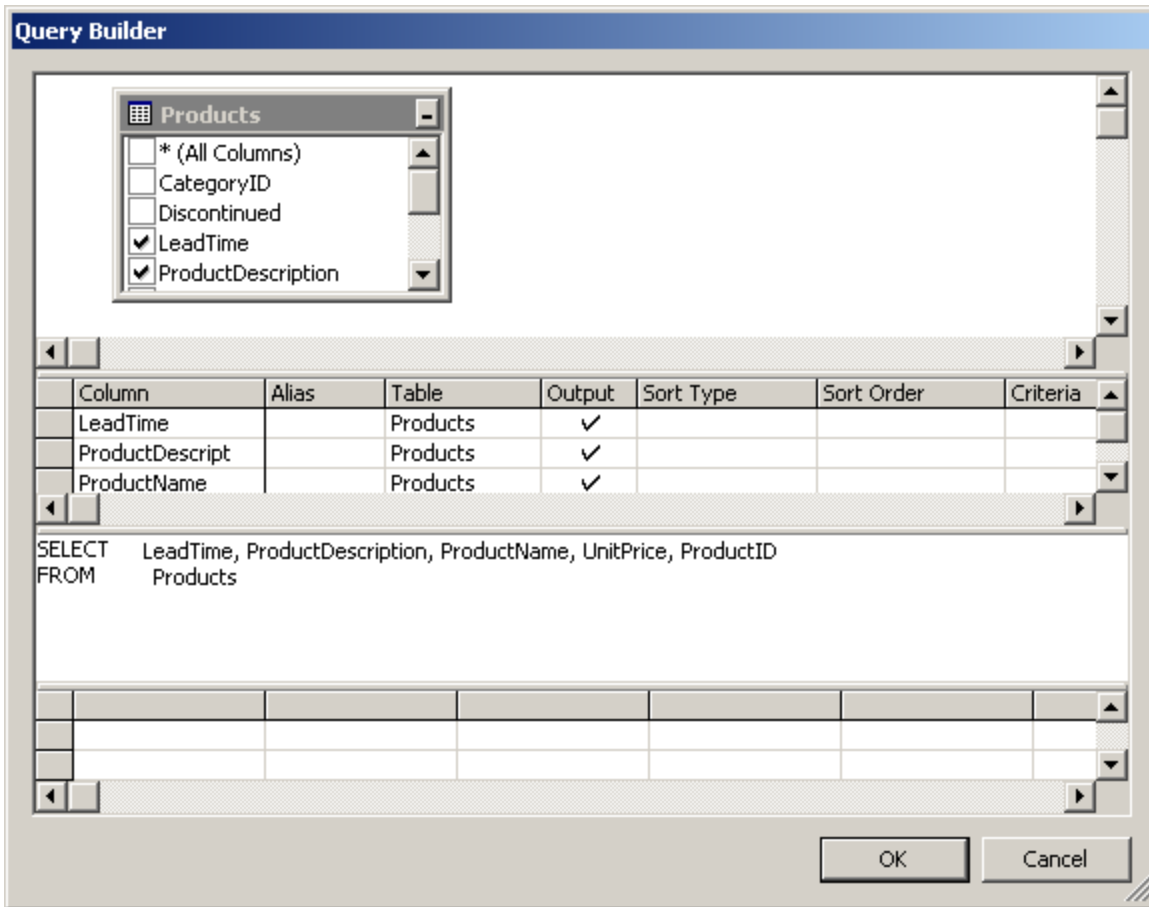 Query Builder
Products
* (All Columns)
CategoryID
Discontinued
LeadTime
ProductDescription
Column Alias Table Output Sort Type Sort Order Criteria
LeadTime Products
ProductDescript Products
ProductName Products
SELECT LeadTime, ProductDescription, ProductName, UnitPrice, ProductID
FROM Products
OK Cancel